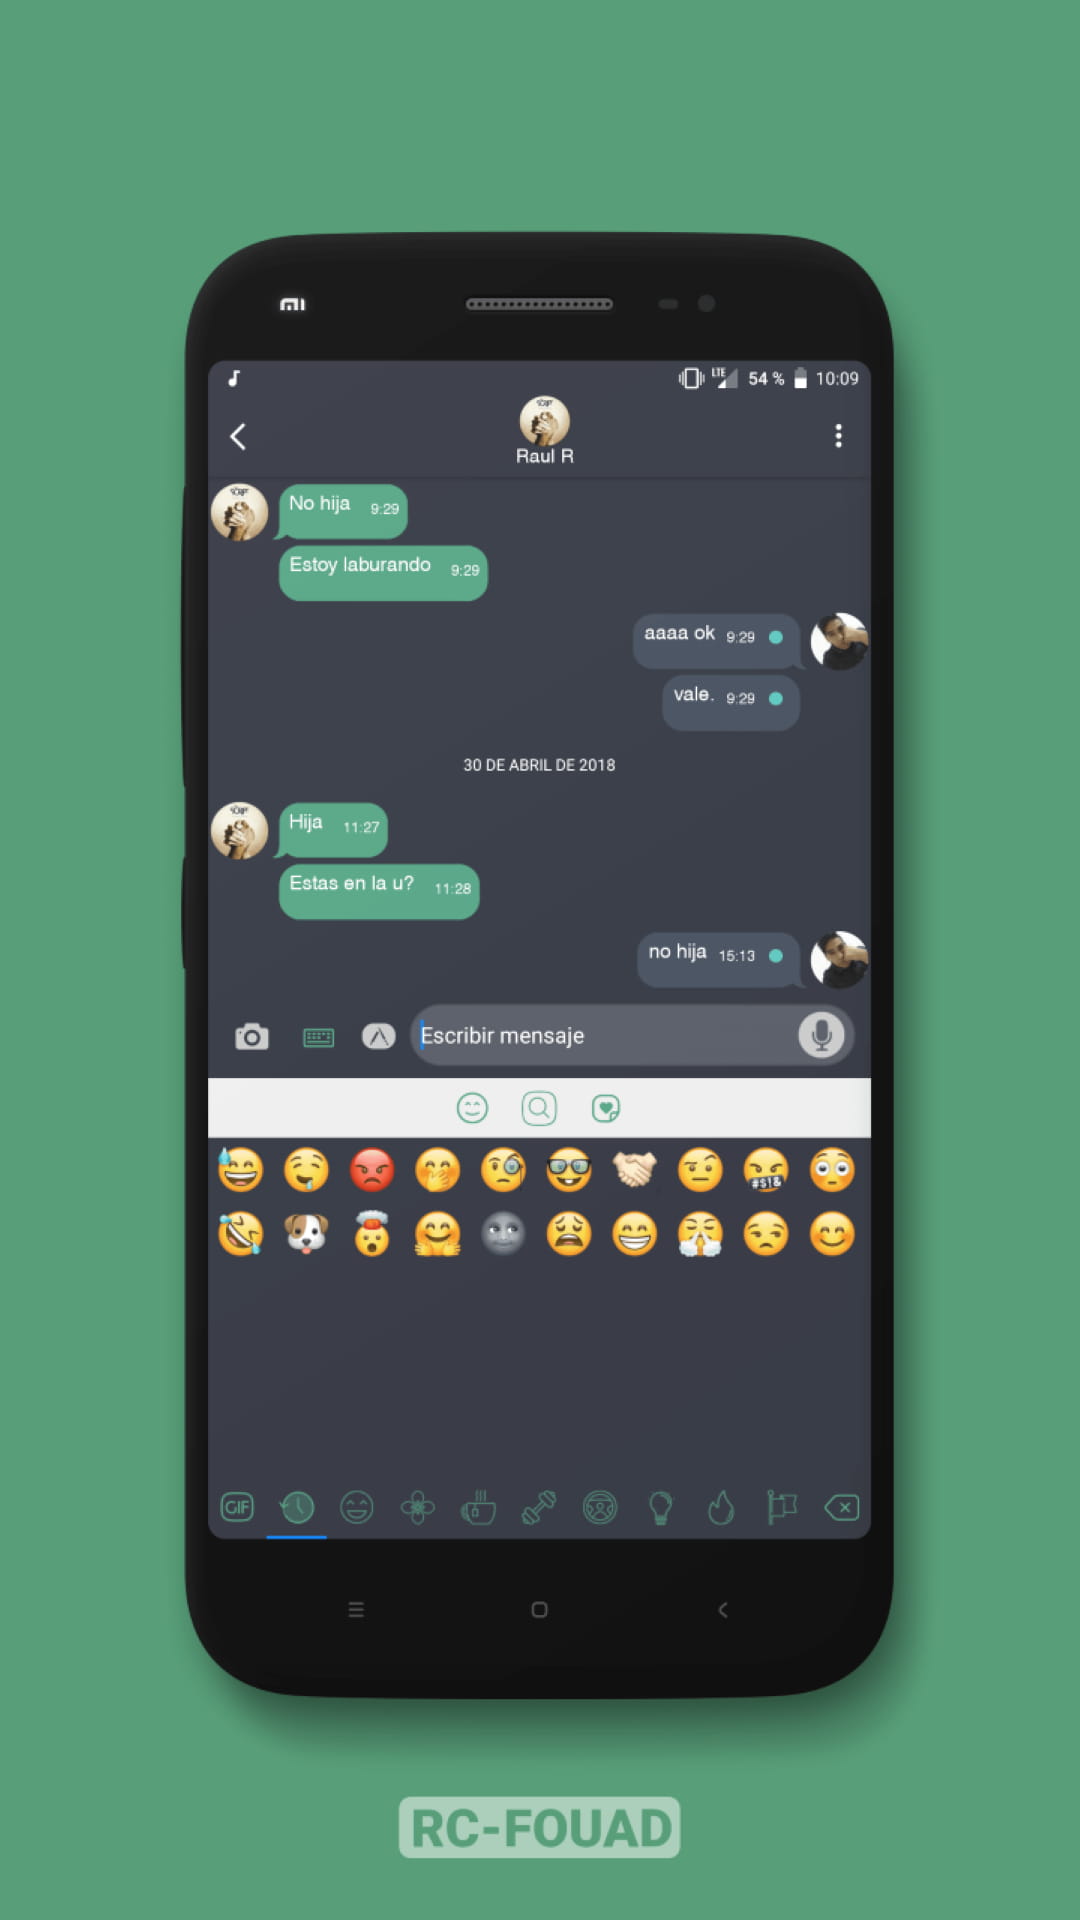 mi
LTE 54 % 10:09
Raul R
No hija 9:29
Estoy laburando 9:29
aaaa ok 9:29
vale. 9:29
30 DE ABRIL DE 2018
Hija 11:27
Estas en la u? 11:28
no hija 15:13
Escribir mensaje
#$!&
GIF
RC-FOUAD